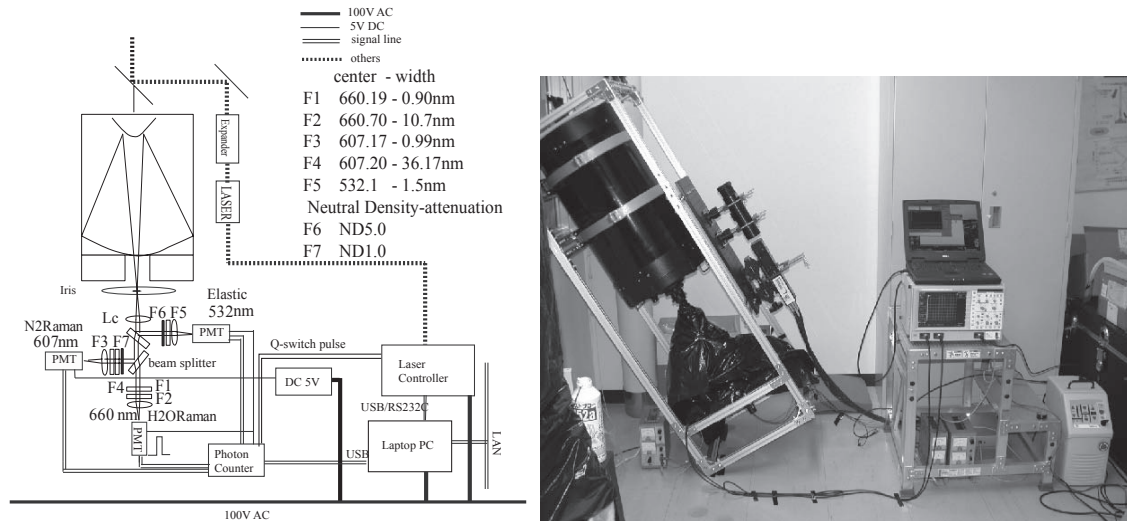 100V AC
5V DC
signal line
others
center - width
F1 660.19 - 0.90nm
F2 660.70 - 10.7nm
F3 607.17 - 0.99nm
F4 607.20 - 36.17nm
F5 532.1 - 1.5nm
Neutral Density-attenuation
F6 ND5.0
F7 ND1.0
Expander
LASER
Iris
Lc
Elastic
532nm
F6 F5
PMT
N2Raman
607nm
F3 F7
PMT
beam splitter
F4
F1
F2
660 nm
H2ORaman
PMT
Q-switch pulse
DC 5V
Laser
Controller
USB/RS232C
Photon
Counter
USB
Laptop PC
LAN
100V AC